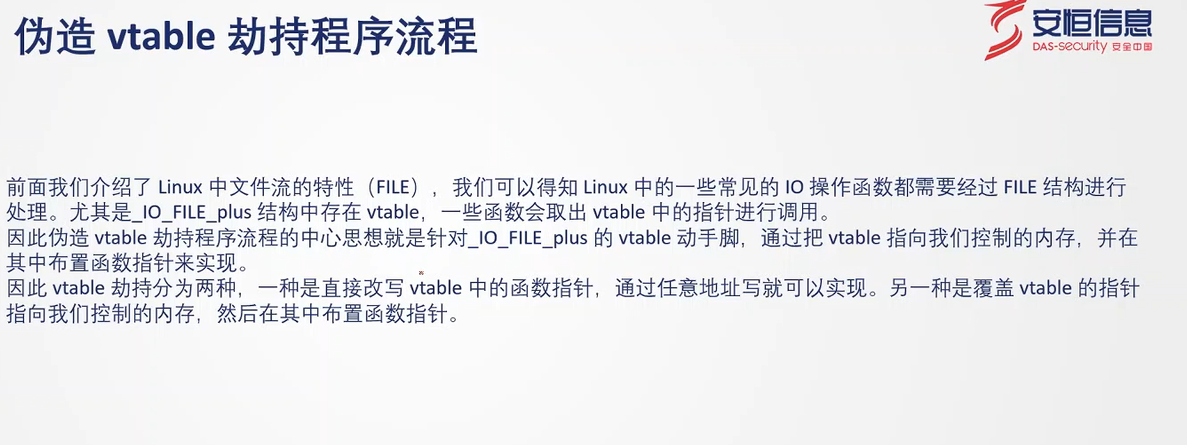 伪造 vtable 劫持程序流程
安恒信息
DAS-security 安全中国
前面我们介绍了 Linux 中文件流的特性（FILE），我们可以得知 Linux 中的一些常见的 IO 操作函数都需要经过 FILE 结构进行
处理。尤其是_IO_FILE_plus 结构中存在 vtable，一些函数会取出 vtable 中的指针进行调用。
因此伪造 vtable 劫持程序流程的中心思想就是针对_IO_FILE_plus 的 vtable 动手脚，通过把 vtable 指向我们控制的内存，并在
其中布置函数指针来实现。
因此 vtable 劫持分为两种，一种是直接改写 vtable 中的函数指针，通过任意地址写就可以实现。另一种是覆盖 vtable 的指针
指向我们控制的内存，然后在其中布置函数指针。